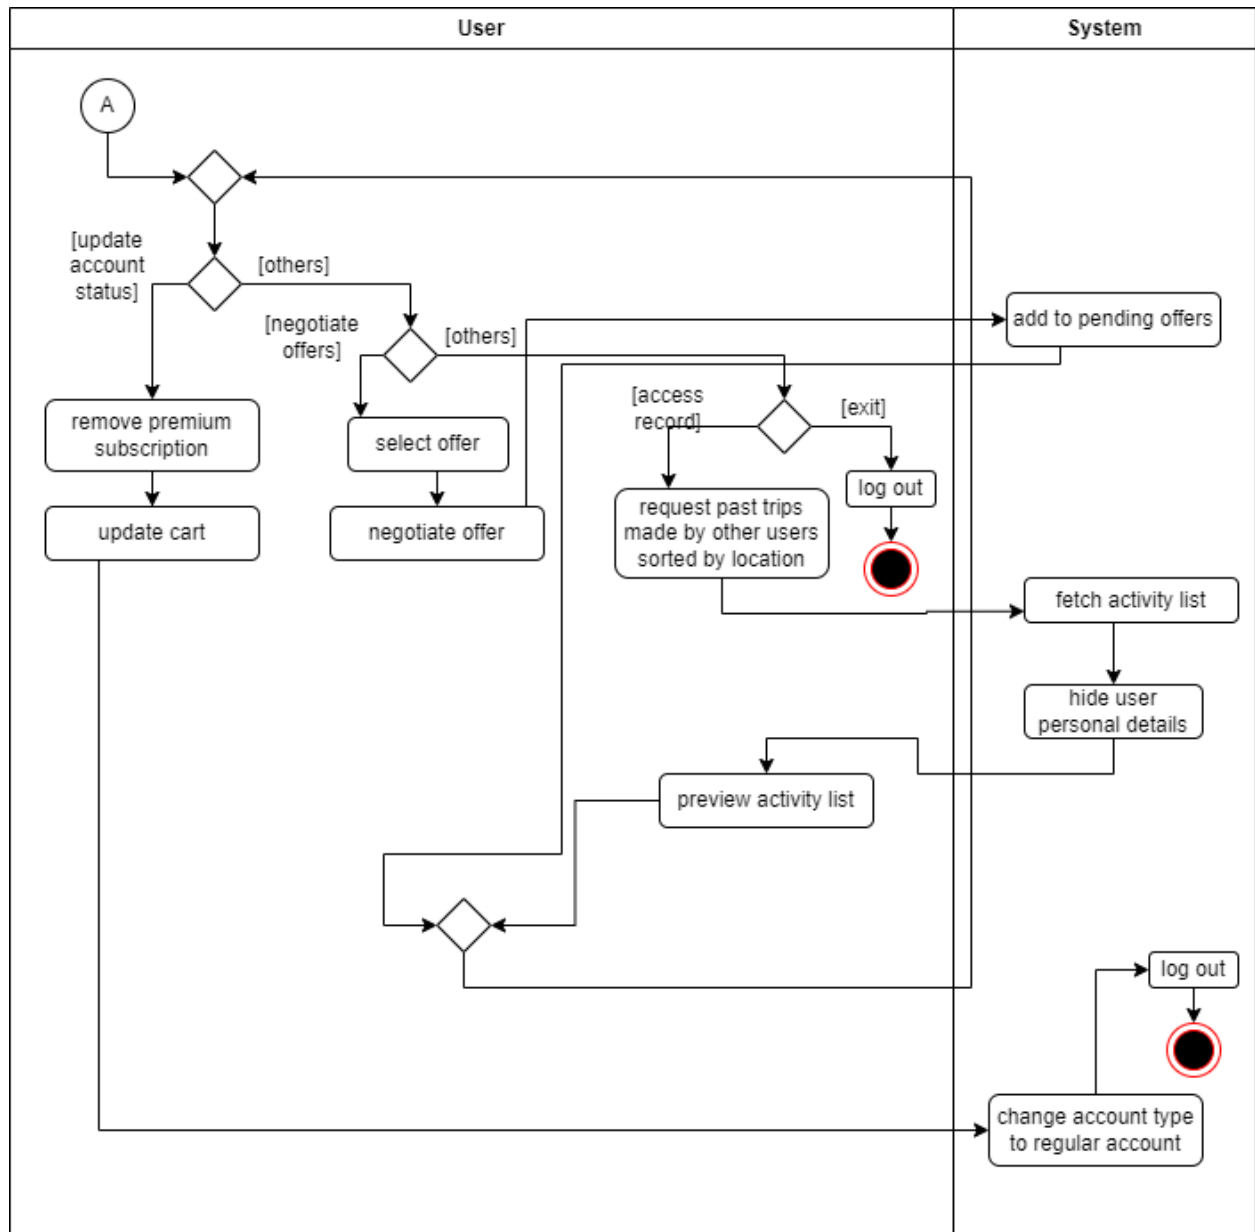 User
System
A
[update
account
status]
[others]
[negotiate
offers]
[others]
add to pending offers
remove premium
subscription
select offer
[access
record]
[exit]
log out
update cart
negotiate offer
request past trips
made by other users
sorted by location
fetch activity list
hide user
personal details
preview activity list
log out
change account type
to regular account